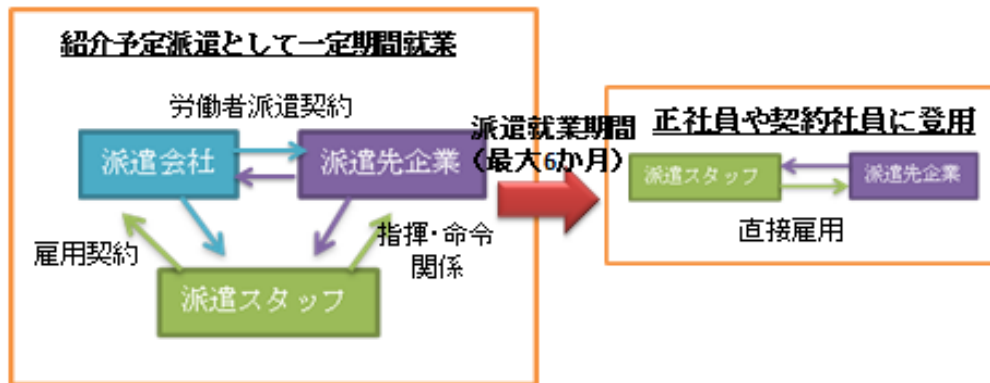 紹介予定派遣として一定期間就業
労働者派遣契約
派遣会社
派遣先企業
雇用契約
指揮・命令
関係
派遣スタッフ
派遣就業期間
（最大6か月）
正社員や契約社員に登用
派遣スタッフ
派遣先企業
直接雇用